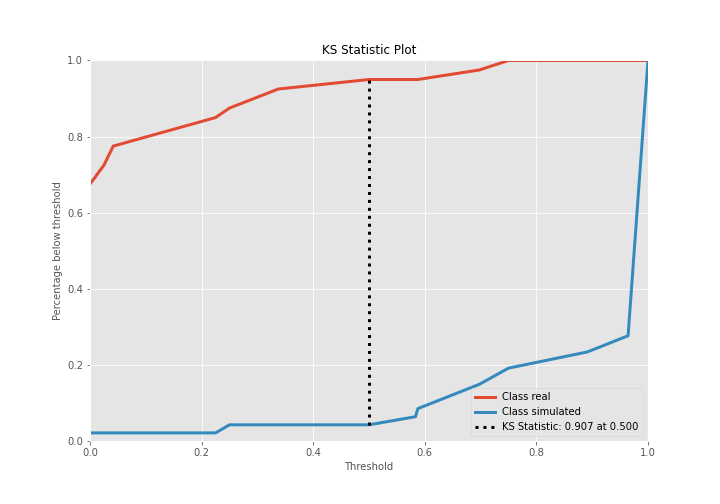 KS Statistic Plot
1.0
0.8
0.6
0.4
0.2
0.0
Percentage below threshold
Class real
Class simulated
KS Statistic: 0.907 at 0.500
0.0 0.2 0.4 0.6 0.8 1.0
Threshold